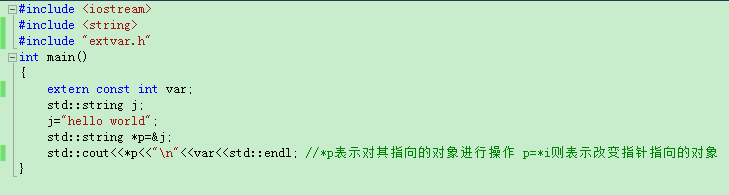 #include <iostream>
#include <string>
#include "extvar.h"
int main()
{
    extern const int var;
    std::string j;
    j="hello world";
    std::string *p=&j;
    std::cout<<*p<<"\n"<<var<<std::endl; //*p表示对其指向的对象进行操作 p=*i则表示改变指针指向的对象
}